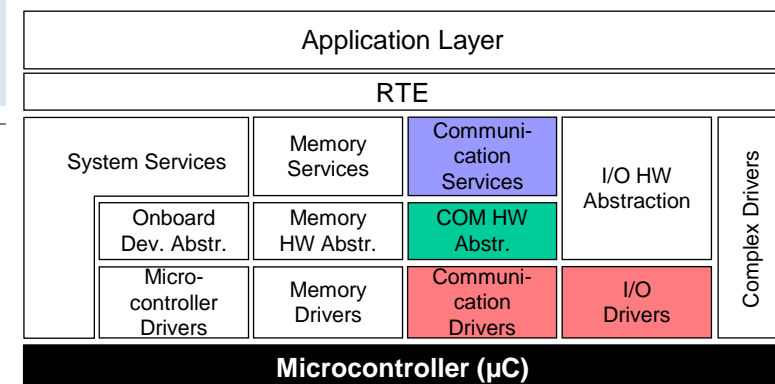 Application Layer
RTE
System Services
Memory
Services
Communi-
cation
Services
I/O HW
Abstraction
Complex Drivers
Onboard
Dev. Abstr.
Memory
HW Abstr.
COM HW
Abstr.
Micro-
controller
Drivers
Memory
Drivers
Communi-
cation
Drivers
I/O
Drivers
Microcontroller (µC)